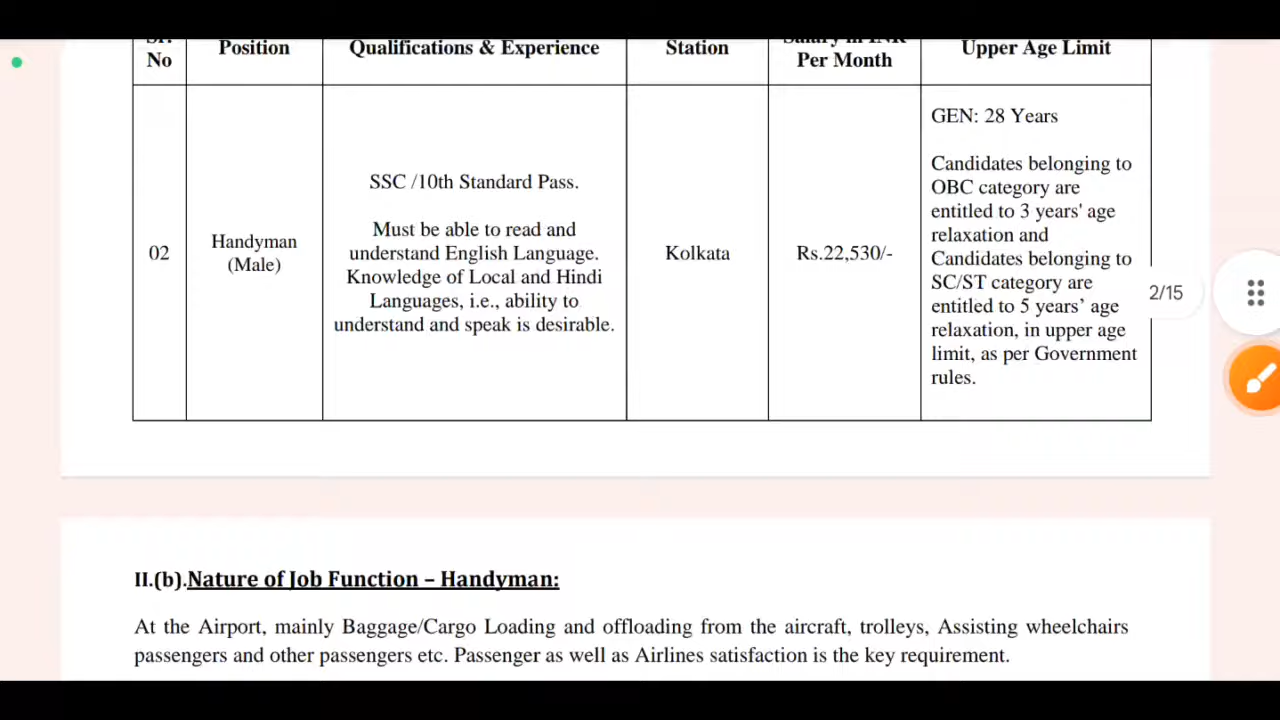 Sr.
No
Position
Qualifications & Experience
Station
Salary in INR
Per Month
Upper Age Limit
02
Handyman
(Male)
SSC /10th Standard Pass.
Must be able to read and
understand English Language.
Knowledge of Local and Hindi
Languages, i.e., ability to
understand and speak is desirable.
Kolkata
Rs.22,530/-
GEN: 28 Years
Candidates belonging to
OBC category are
entitled to 3 years' age
relaxation and
Candidates belonging to
SC/ST category are
entitled to 5 years’ age
relaxation, in upper age
limit, as per Government
rules.
2/15
II.(b).Nature of Job Function – Handyman:
At the Airport, mainly Baggage/Cargo Loading and offloading from the aircraft, trolleys, Assisting wheelchairs
passengers and other passengers etc. Passenger as well as Airlines satisfaction is the key requirement.